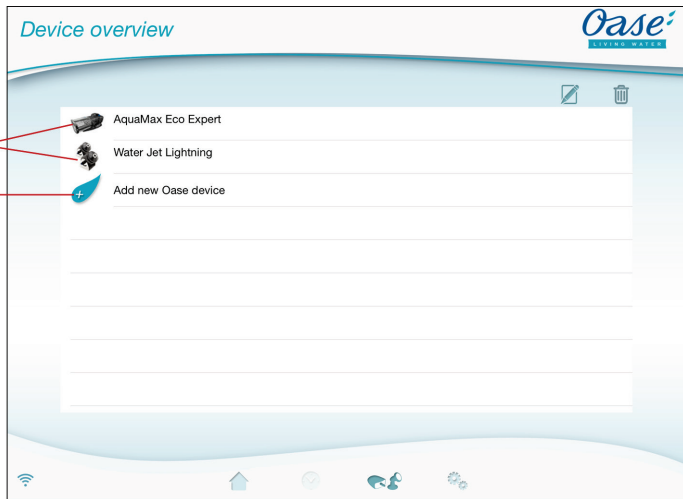 Device overview
Oase
LIVING WATER
AquaMax Eco Expert
Water Jet Lightning
Add new Oase device